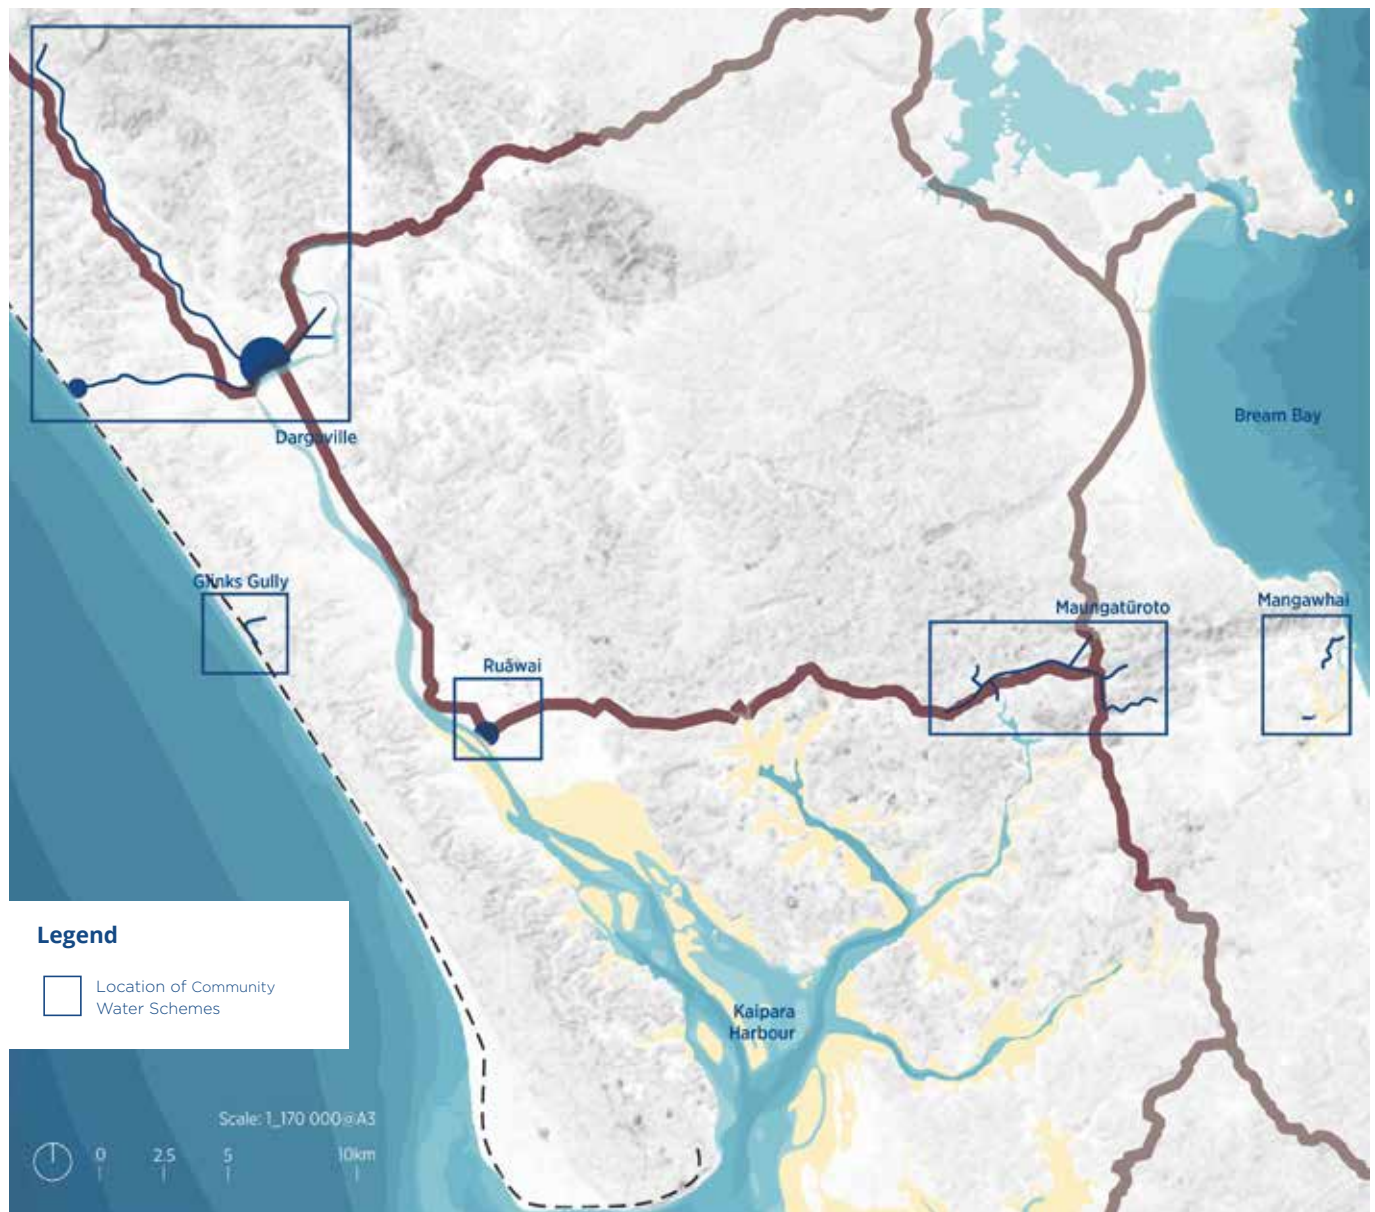 Bream Bay
Dargaville
Glinks Gully
Mangawhai
Maungatūroto
Ruāwai
Legend
Location of Community
Water Schemes
Kaipara
Harbour
Scale: 1_170 000@A3
0 2.5 5 10km